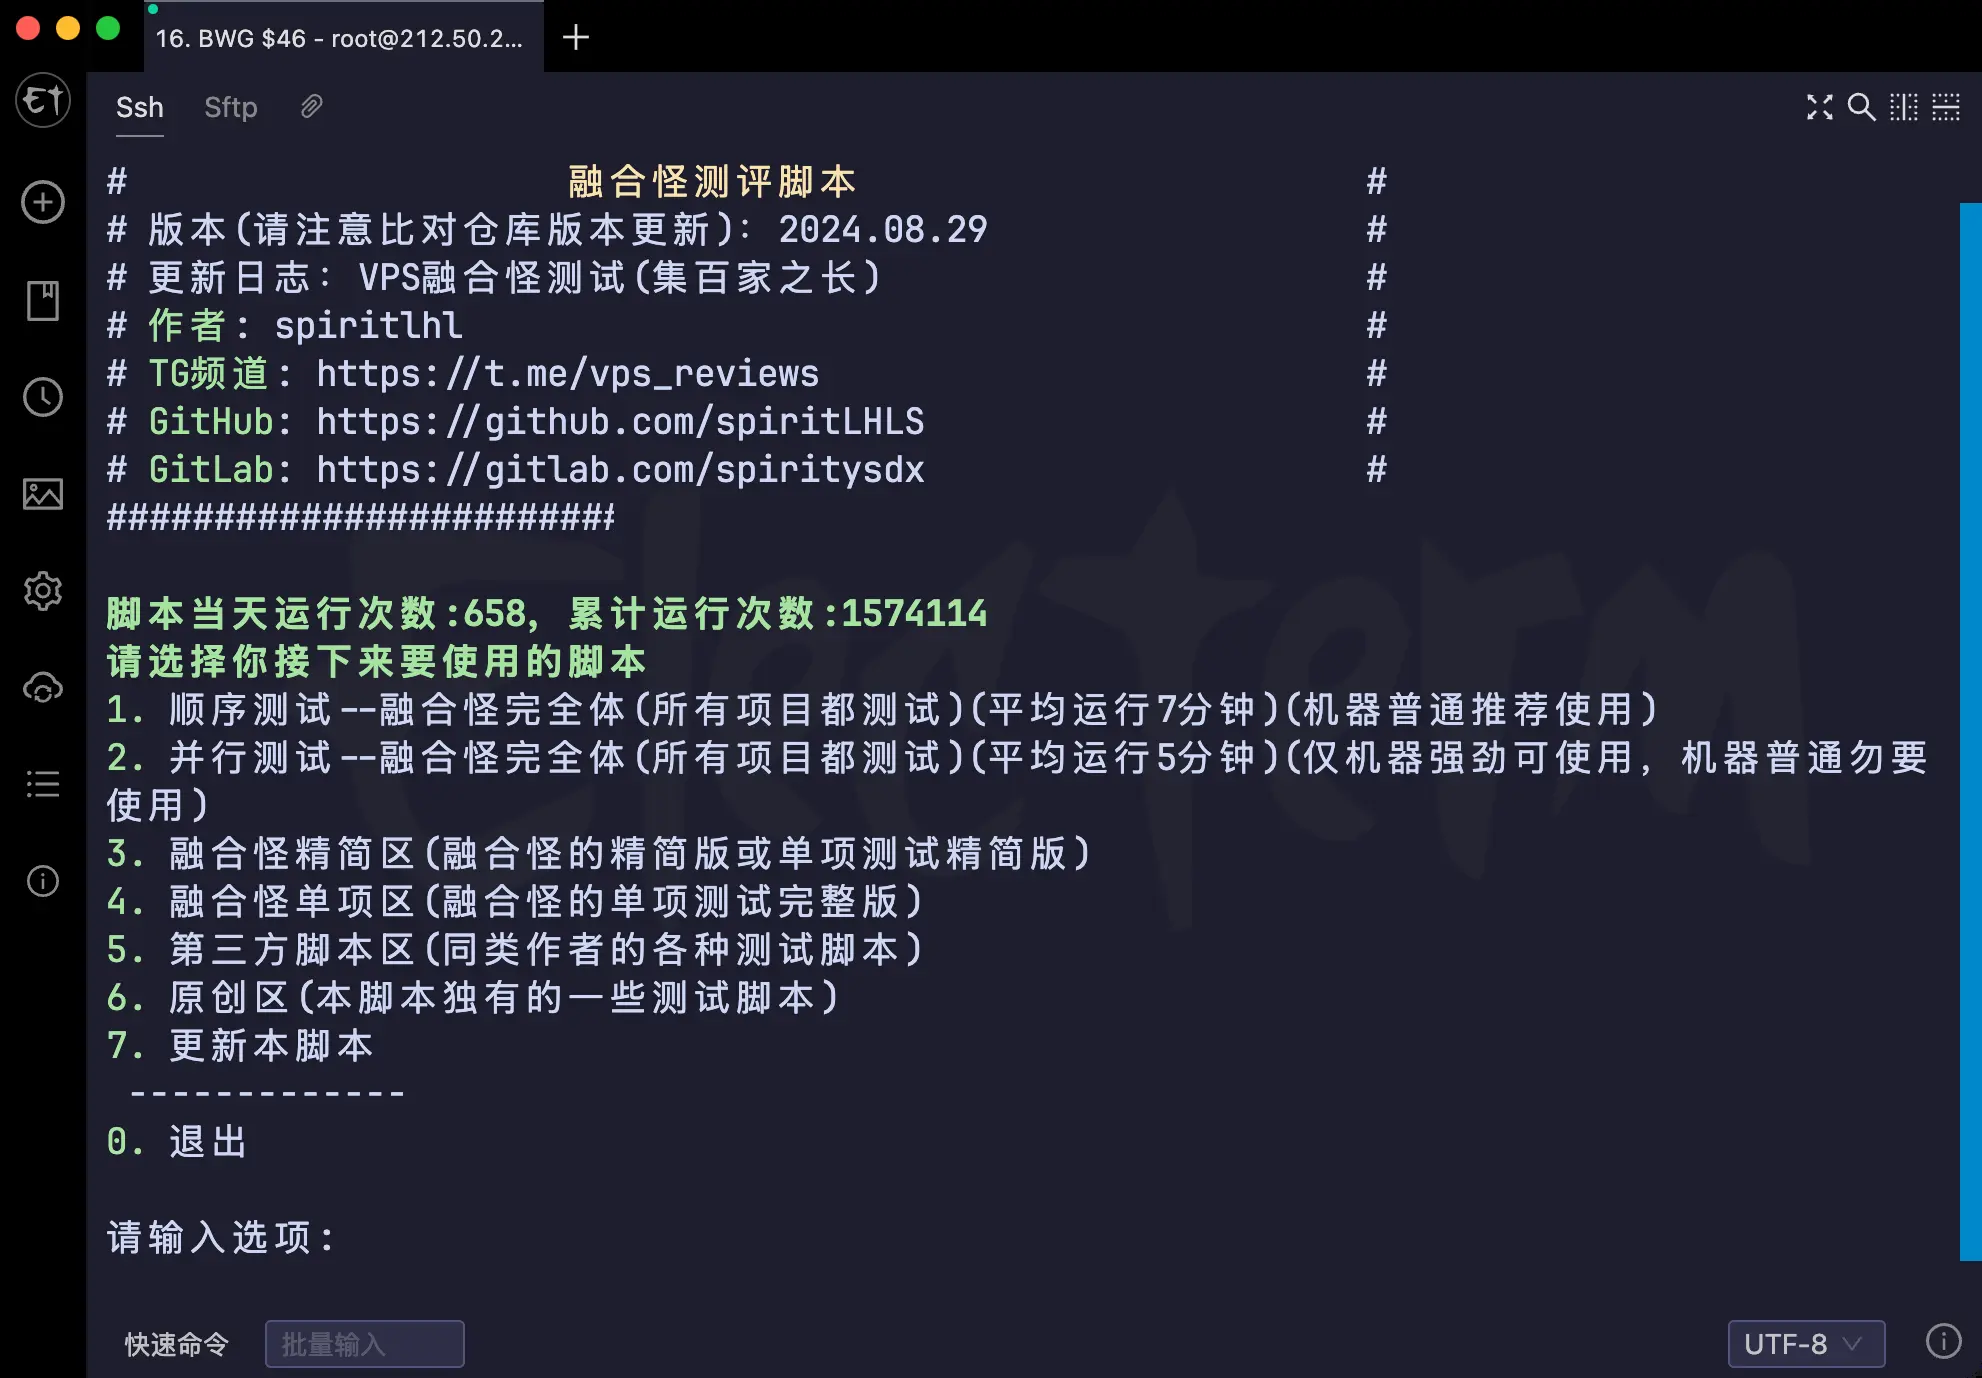 16. BWG $46 - root@212.50.2...
Ssh Sftp
# 融合怪测评脚本 #
# 版本(请注意比对仓库版本更新): 2024.08.29 #
# 更新日志: VPS融合怪测试(集百家之长) #
# 作者: spiritlhl #
# TG频道: https://t.me/vps_reviews #
# GitHub: https://github.com/spiritLHLS #
# GitLab: https://gitlab.com/spiritysdx #
########################
脚本当天运行次数:658, 累计运行次数:1574114
请选择你接下来要使用的脚本
1. 顺序测试--融合怪完全体(所有项目都测试)(平均运行7分钟)(机器普通推荐使用)
2. 并行测试--融合怪完全体(所有项目都测试)(平均运行5分钟)(仅机器强劲可使用, 机器普通勿要
使用)
3. 融合怪精简区(融合怪的精简版或单项测试精简版)
4. 融合怪单项区(融合怪的单项测试完整版)
5. 第三方脚本区(同类作者的各种测试脚本)
6. 原创区(本脚本独有的一些测试脚本)
7. 更新本脚本
-------------
0. 退出
请输入选项:
快速命令 批量输入 UTF-8
electerm